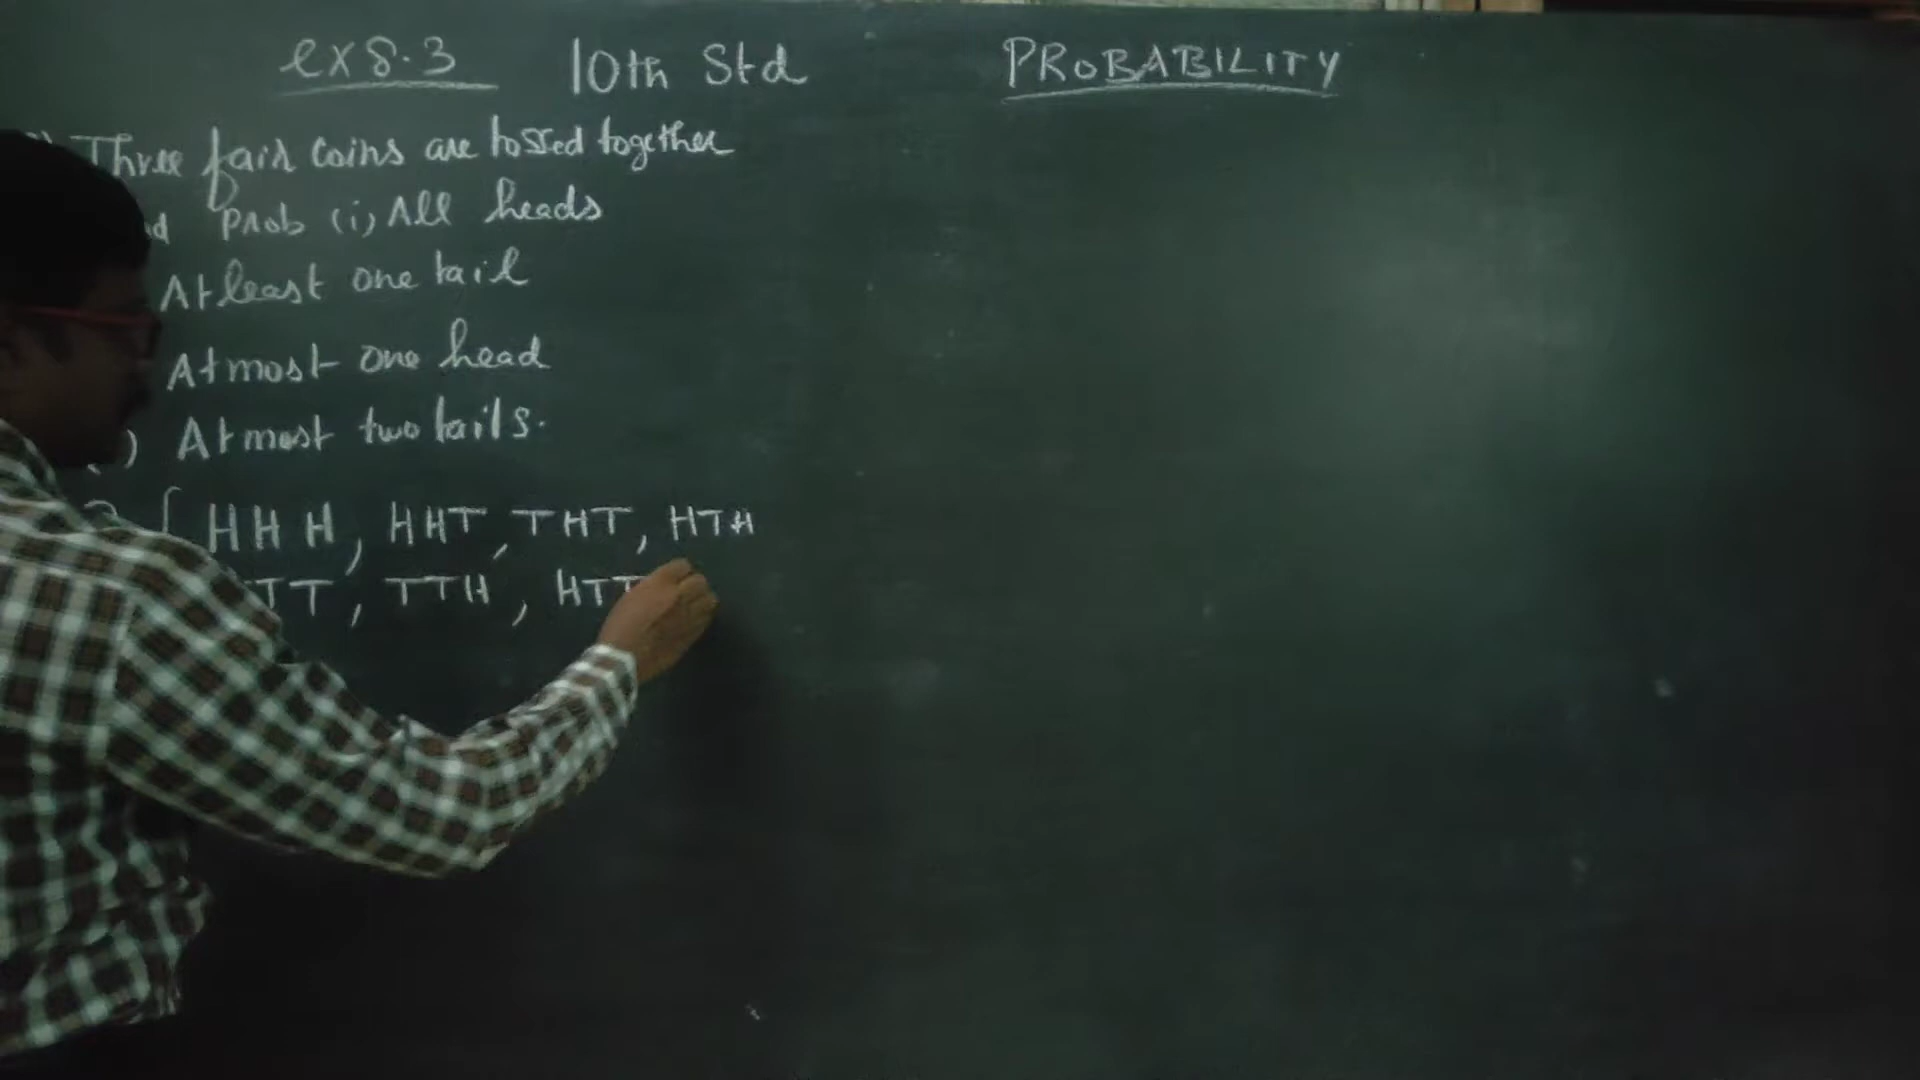 ex 8.3 10th Std PROBABILITY
Three fair coins are tossed together
Prob (i) All heads
Atleast one tail
Atmost one head
) Atmost two tails.
{ HHH, HHT, THT, HTH
TT, TTH, HTT